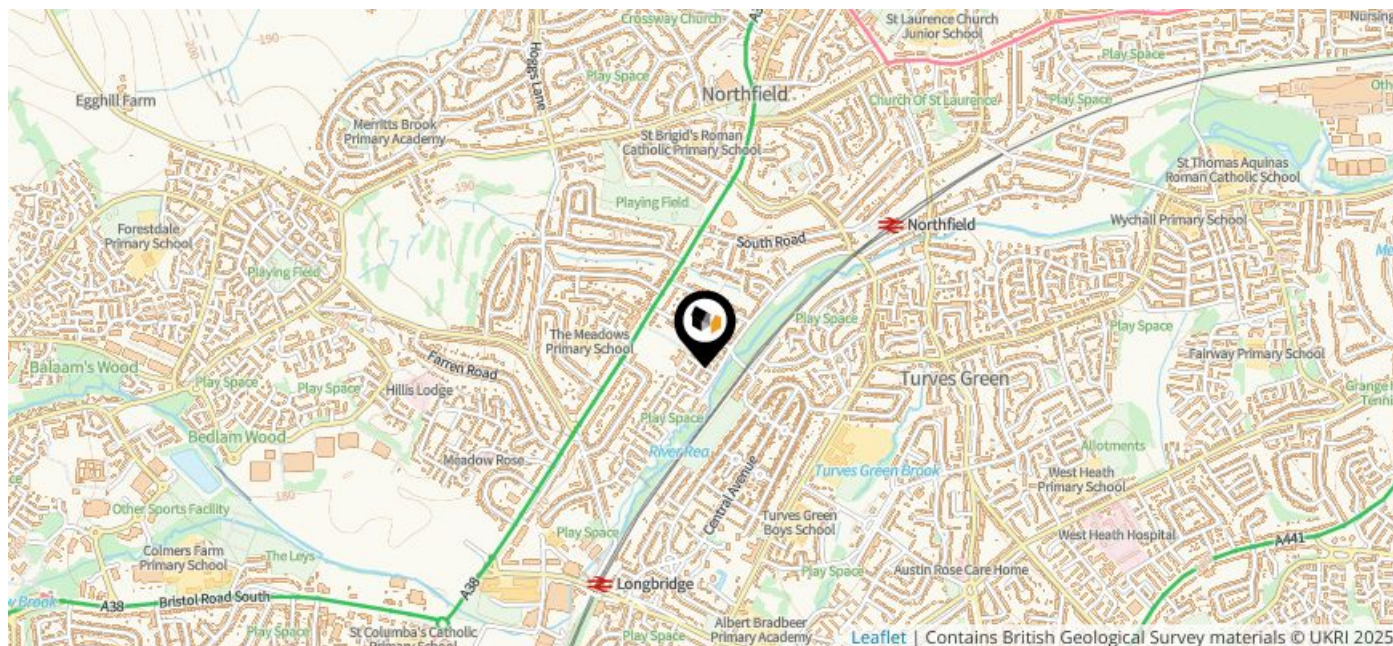 Crossway Church
St Laurence Church
Junior School
Nursing
190
200
190
Play Space
Egghill Farm
Hoggs Lane
Play Space
Northfield
Church Of St Laurence
Play Space
Merritts Brook
Primary Academy
St Brigid's Roman
Catholic Primary School
St Thomas Aquinas
Roman Catholic School
190
Playing Field
Forestdale
Primary School
South Road
Northfield
Wychall Primary School
Playing Field
The Meadows
Primary School
Play Space
Play Space
Farren Road
Fairway Primary School
Balaam's Wood
Play Space
Play Space
Hillis Lodge
Turves Green
Play Space
Bedlam Wood
River Rea
Allotments
Meadow Rose
Central Avenue
Turves Green Brook
West Heath
Primary School
180
Other Sports Facility
Turves Green
Boys School
Play Space
West Heath Hospital
Colmers Farm
Primary School
The Leys
A441
Play Space
Austin Rose Care Home
A38
Longbridge
A38
Bristol Road South
Play Space
St Columba's Catholic
Primary School
Play Space
Albert Bradbeer
Primary Academy
Leaflet | Contains British Geological Survey materials © UKRI 2025